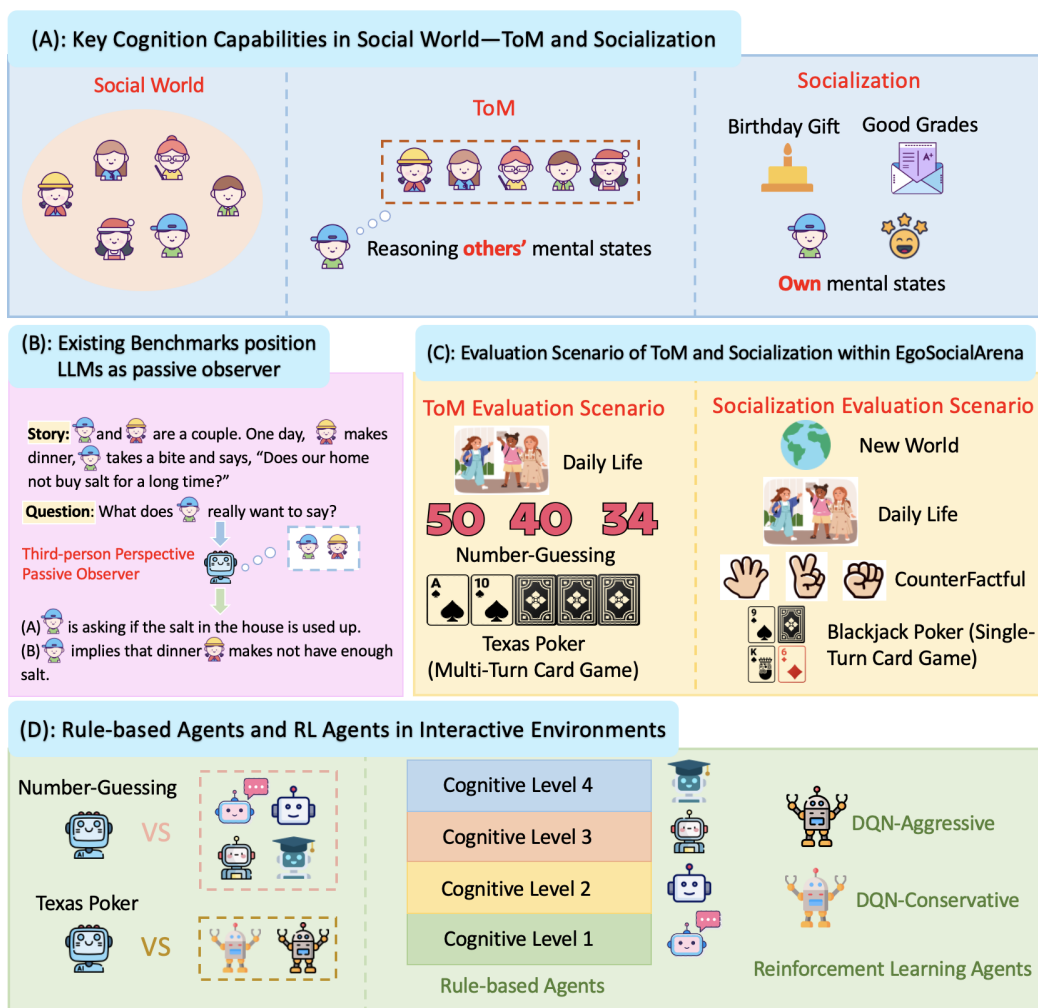 (A): Key Cognition Capabilities in Social World—ToM and Socialization
Social World
ToM
Reasoning others’ mental states
Socialization
Birthday Gift
Good Grades
A+
Own mental states
(B): Existing Benchmarks position
LLMs as passive observer
Story: and are a couple. One day, makes
dinner, takes a bite and says, “Does our home
not buy salt for a long time?”
Question: What does really want to say?
Third-person Perspective
Passive Observer
(A) is asking if the salt in the house is used up.
(B) implies that dinner makes not have enough
salt.
(C): Evaluation Scenario of ToM and Socialization within EgoSocialArena
ToM Evaluation Scenario
Daily Life
50 40 34
Number-Guessing
A
10
Texas Poker
(Multi-Turn Card Game)
Socialization Evaluation Scenario
New World
Daily Life
CounterFactful
9
K
6
Blackjack Poker (Single-
Turn Card Game)
(D): Rule-based Agents and RL Agents in Interactive Environments
Number-Guessing
AI
VS
Texas Poker
AI
VS
Cognitive Level 4
Cognitive Level 3
Cognitive Level 2
Cognitive Level 1
Rule-based Agents
DQN-Aggressive
DQN-Conservative
Reinforcement Learning Agents